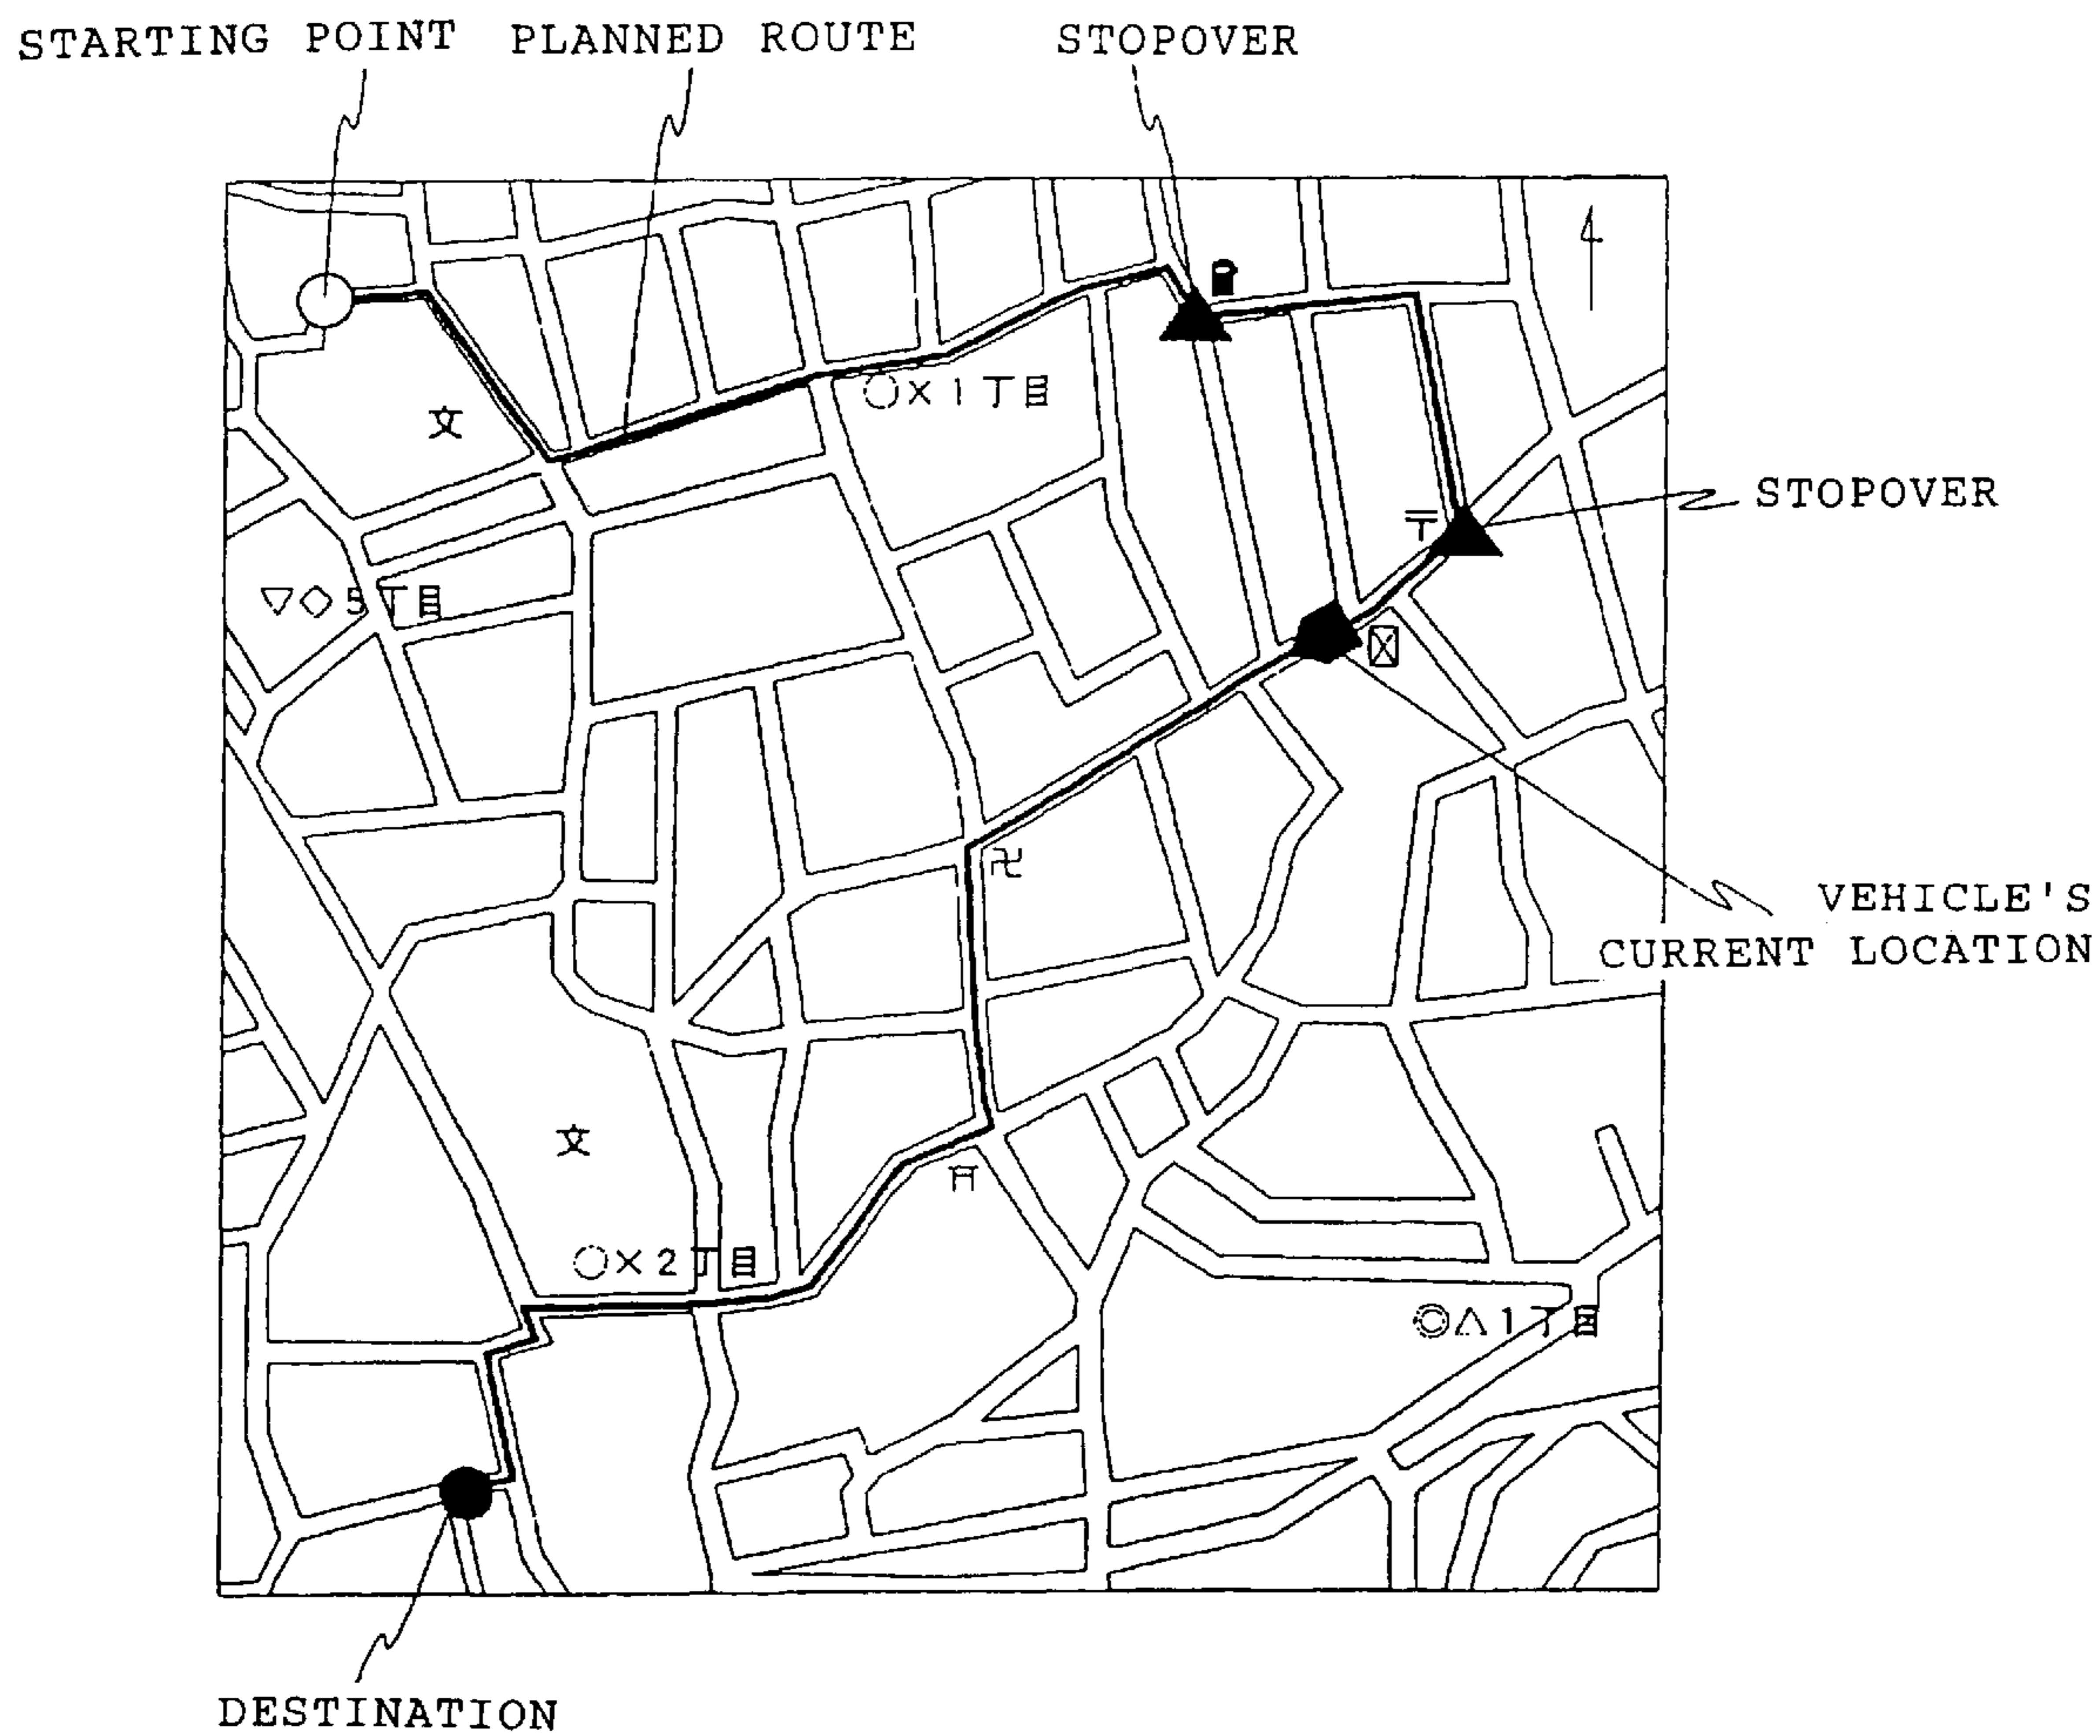 STARTING POINT
PLANNED ROUTE
STOPOVER
○×1丁目
文
STOPOVER
〒
▽◇5丁目
卍
VEHICLE'S
CURRENT LOCATION
文
○×2丁目
◎△1丁目
DESTINATION